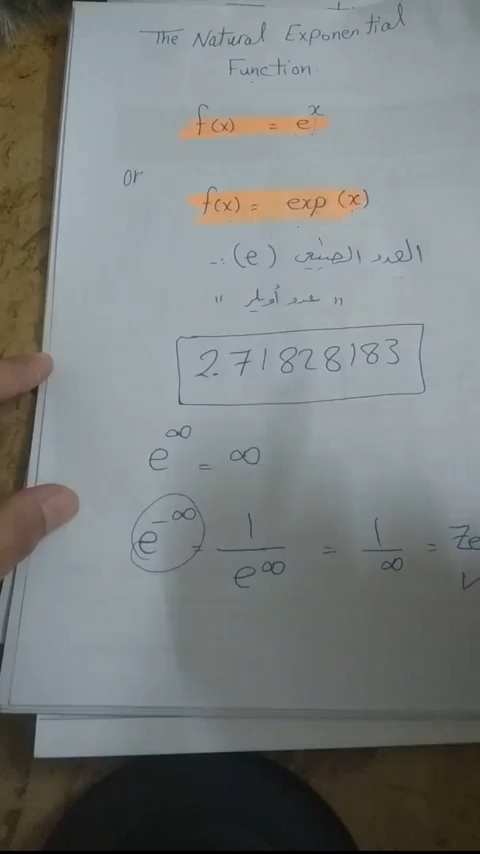 The Natural Exponential
Function.
f(x) = e^x
or
f(x) = exp (x)
العدد الطبيعي (e) :-
" عدد أويلر "
2.71828183
e^∞ = ∞
e^-∞ = 1/e^∞ = 1/∞ = Ze